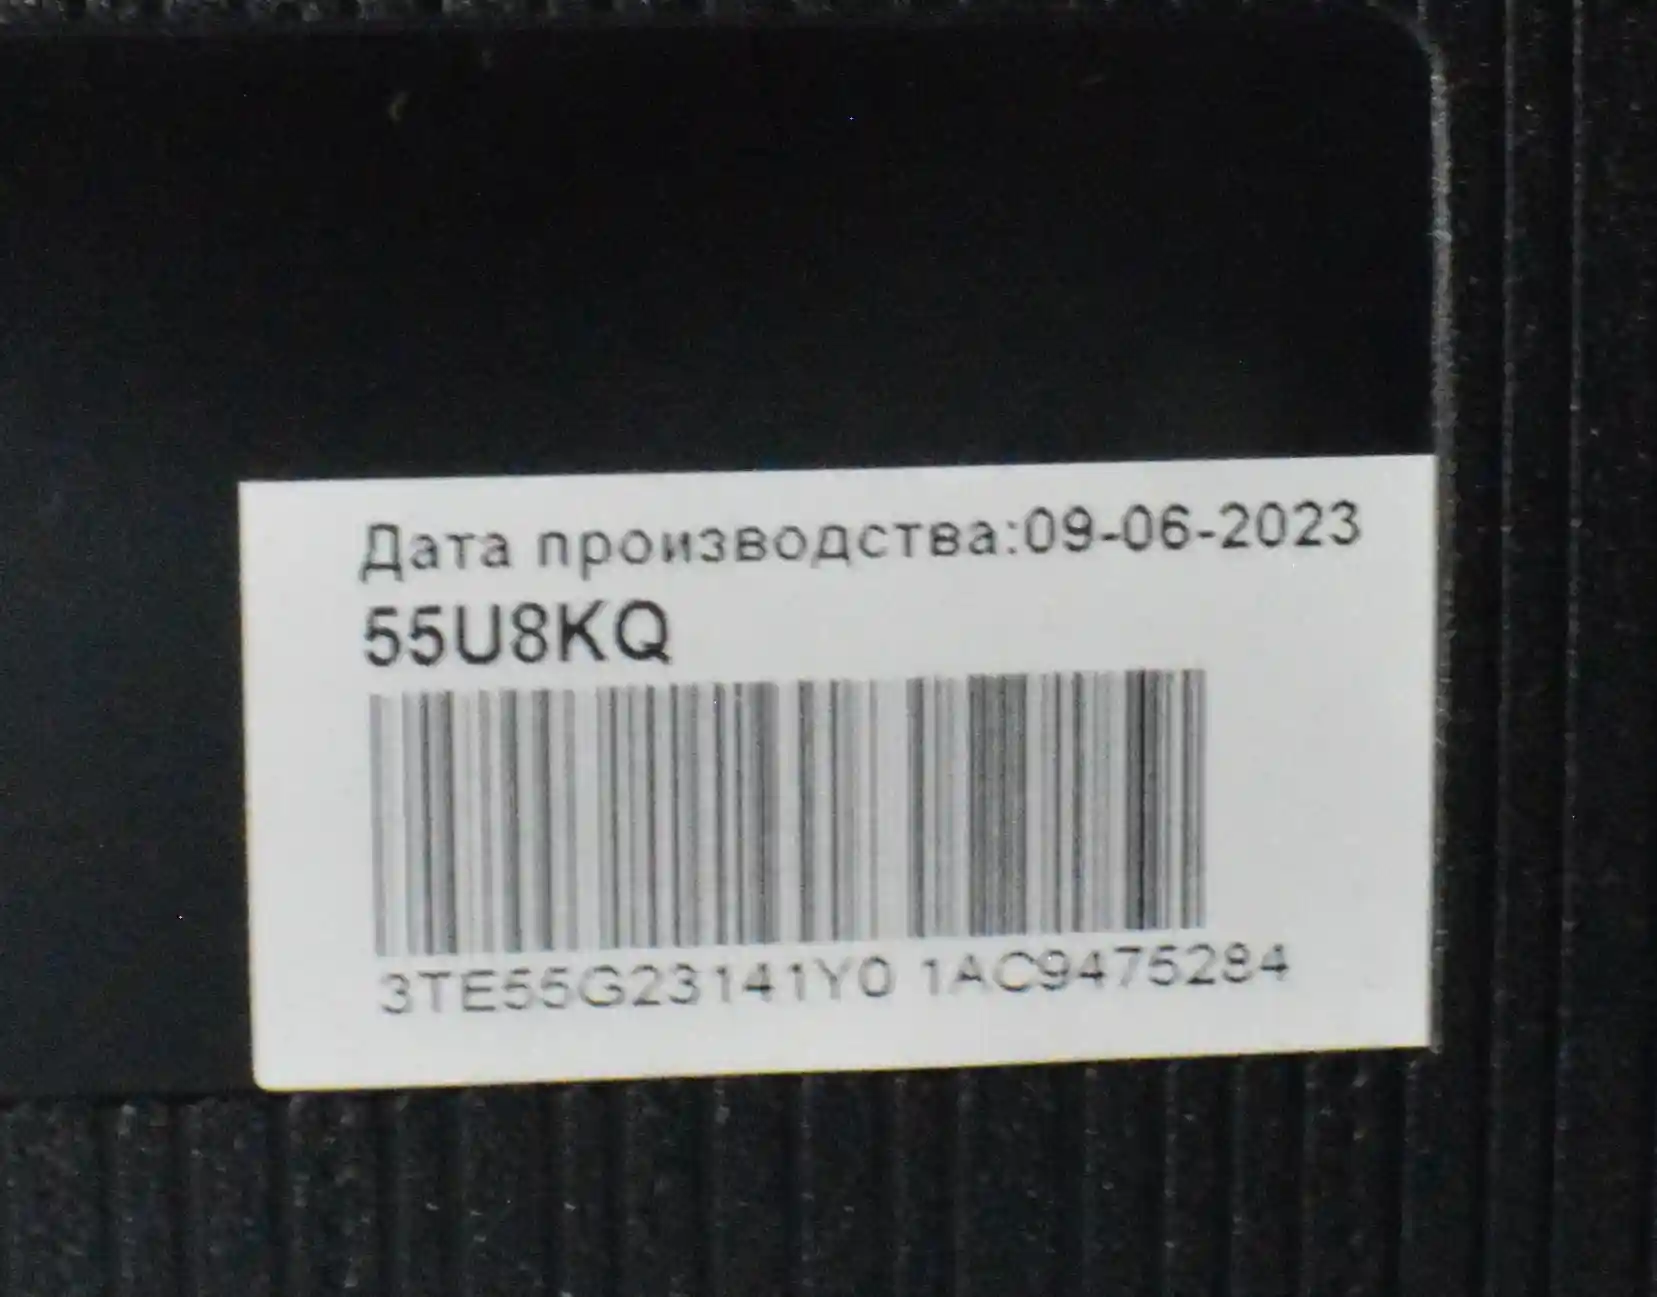 Дата производства:09-06-2023
55U8KQ
3TE55G23141Y0 1AC9475284